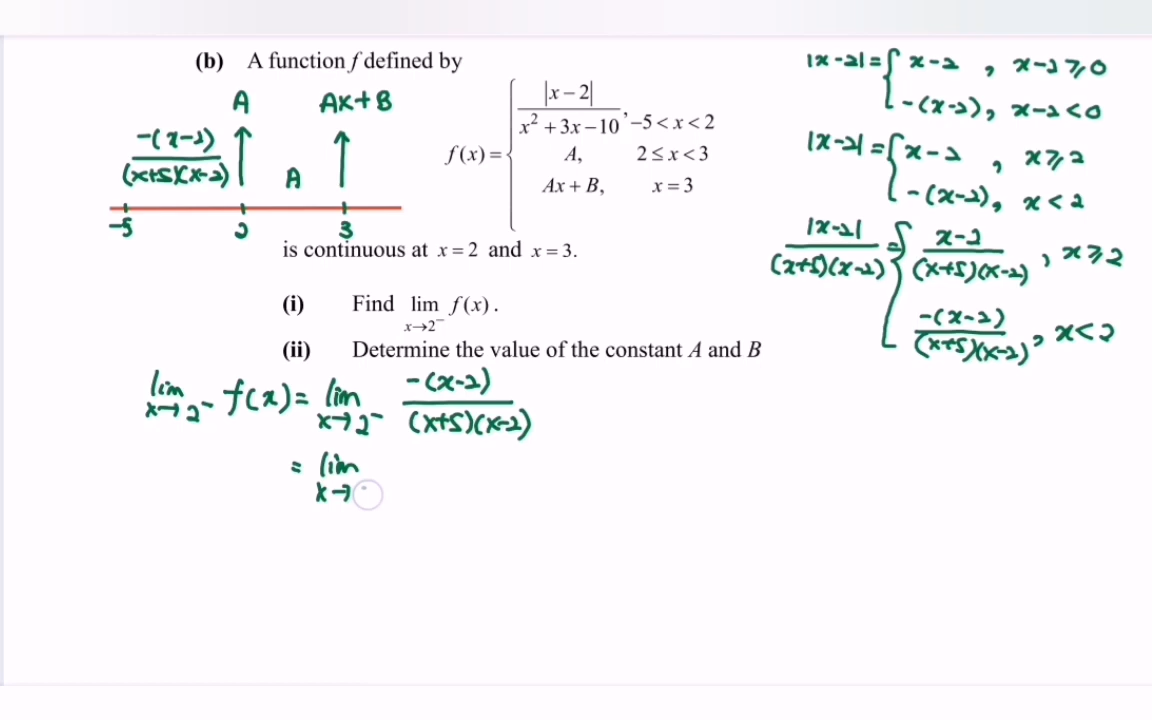 (b) A function f defined by
f(x) = { |x − 2| / (x² + 3x − 10) , −5 < x < 2
A, 2 ≤ x < 3
Ax + B, x = 3
A Ax+B
-(x-2) / (x+5)(x-2) A
-5 2 3
is continuous at x = 2 and x = 3.
(i) Find lim x→2⁻ f(x).
(ii) Determine the value of the constant A and B
lim x→2⁻ f(x) = lim x→2⁻ -(x-2) / (x+5)(x-2)
= lim x→
|x-2| = { x-2 , x-2 ≥ 0
-(x-2), x-2 < 0
|x-2| = { x-2 , x ≥ 2
-(x-2), x < 2
|x-2| / (x+5)(x-2) = { x-2 / (x+5)(x-2) , x ≥ 2
-(x-2) / (x+5)(x-2) , x < 2